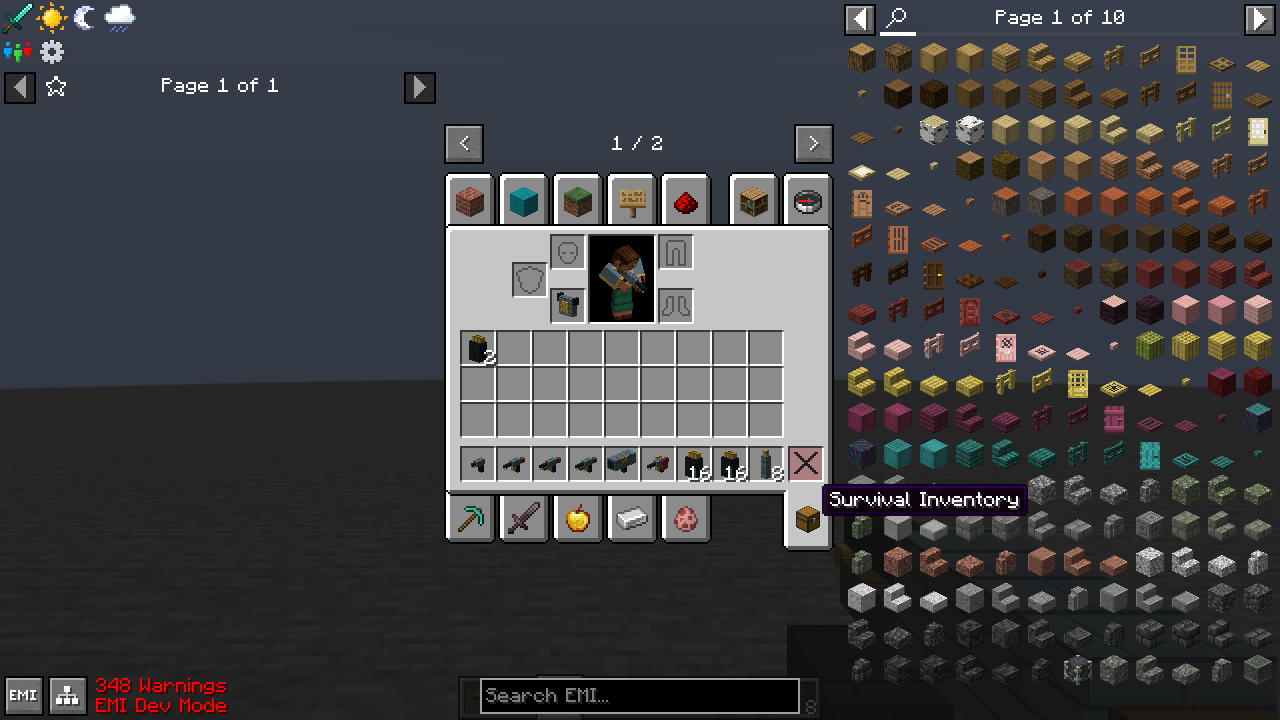 Page 1 of 10
Page 1 of 1
<
1 / 2
>
2
16
16
8
Survival Inventory
EMI
348 Warnings
EMI Dev Mode
Search EMI...
8